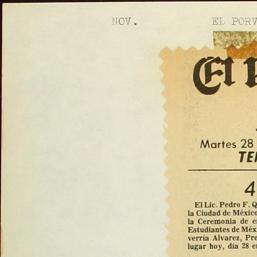 NOV. EL PORV
El
Martes 28
TE
4
El Lic. Pedro F. Q
la Ciudad de México
la Ceremonia de e
Estudiantes de Méx
verría Alvarez, Pre
lugar hoy, día 28 e